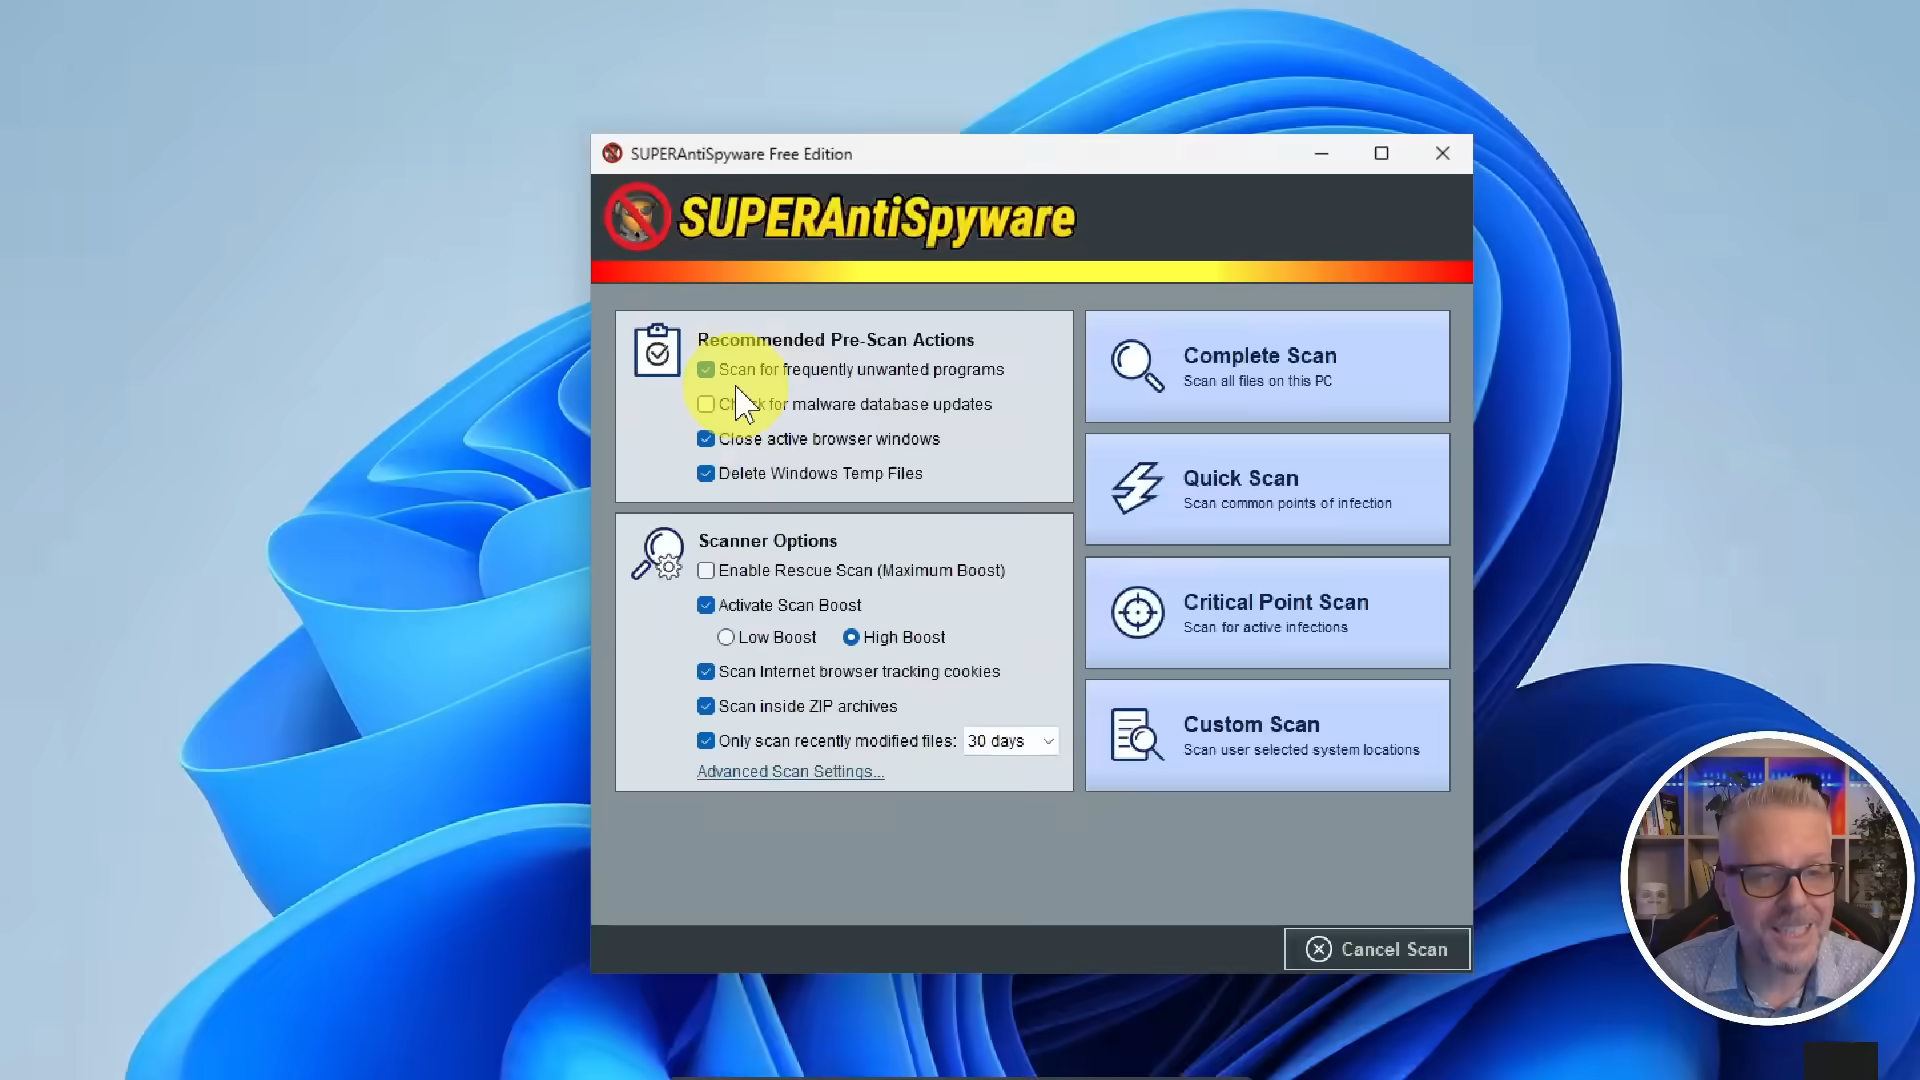 SUPERAntiSpyware Free Edition
SUPERAntiSpyware
Recommended Pre-Scan Actions
Scan for frequently unwanted programs
Check for malware database updates
Close active browser windows
Delete Windows Temp Files
Scanner Options
Enable Rescue Scan (Maximum Boost)
Activate Scan Boost
Low Boost High Boost
Scan Internet browser tracking cookies
Scan inside ZIP archives
Only scan recently modified files: 30 days
Advanced Scan Settings...
Complete Scan
Scan all files on this PC
Quick Scan
Scan common points of infection
Critical Point Scan
Scan for active infections
Custom Scan
Scan user selected system locations
Cancel Scan